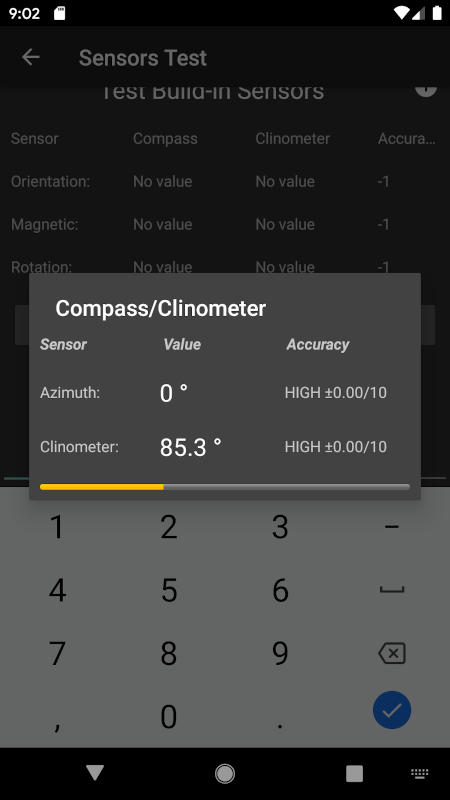 9:02
Sensors Test
Test Build-in Sensors
Sensor Compass Clinometer Accura...
Orientation: No value No value -1
Magnetic: No value No value -1
Rotation: No value No value -1
Compass/Clinometer
Sensor Value Accuracy
Azimuth: 0 ° HIGH ±0.00/10
Clinometer: 85.3 ° HIGH ±0.00/10
1 2 3 −
4 5 6
7 8 9
, 0 .